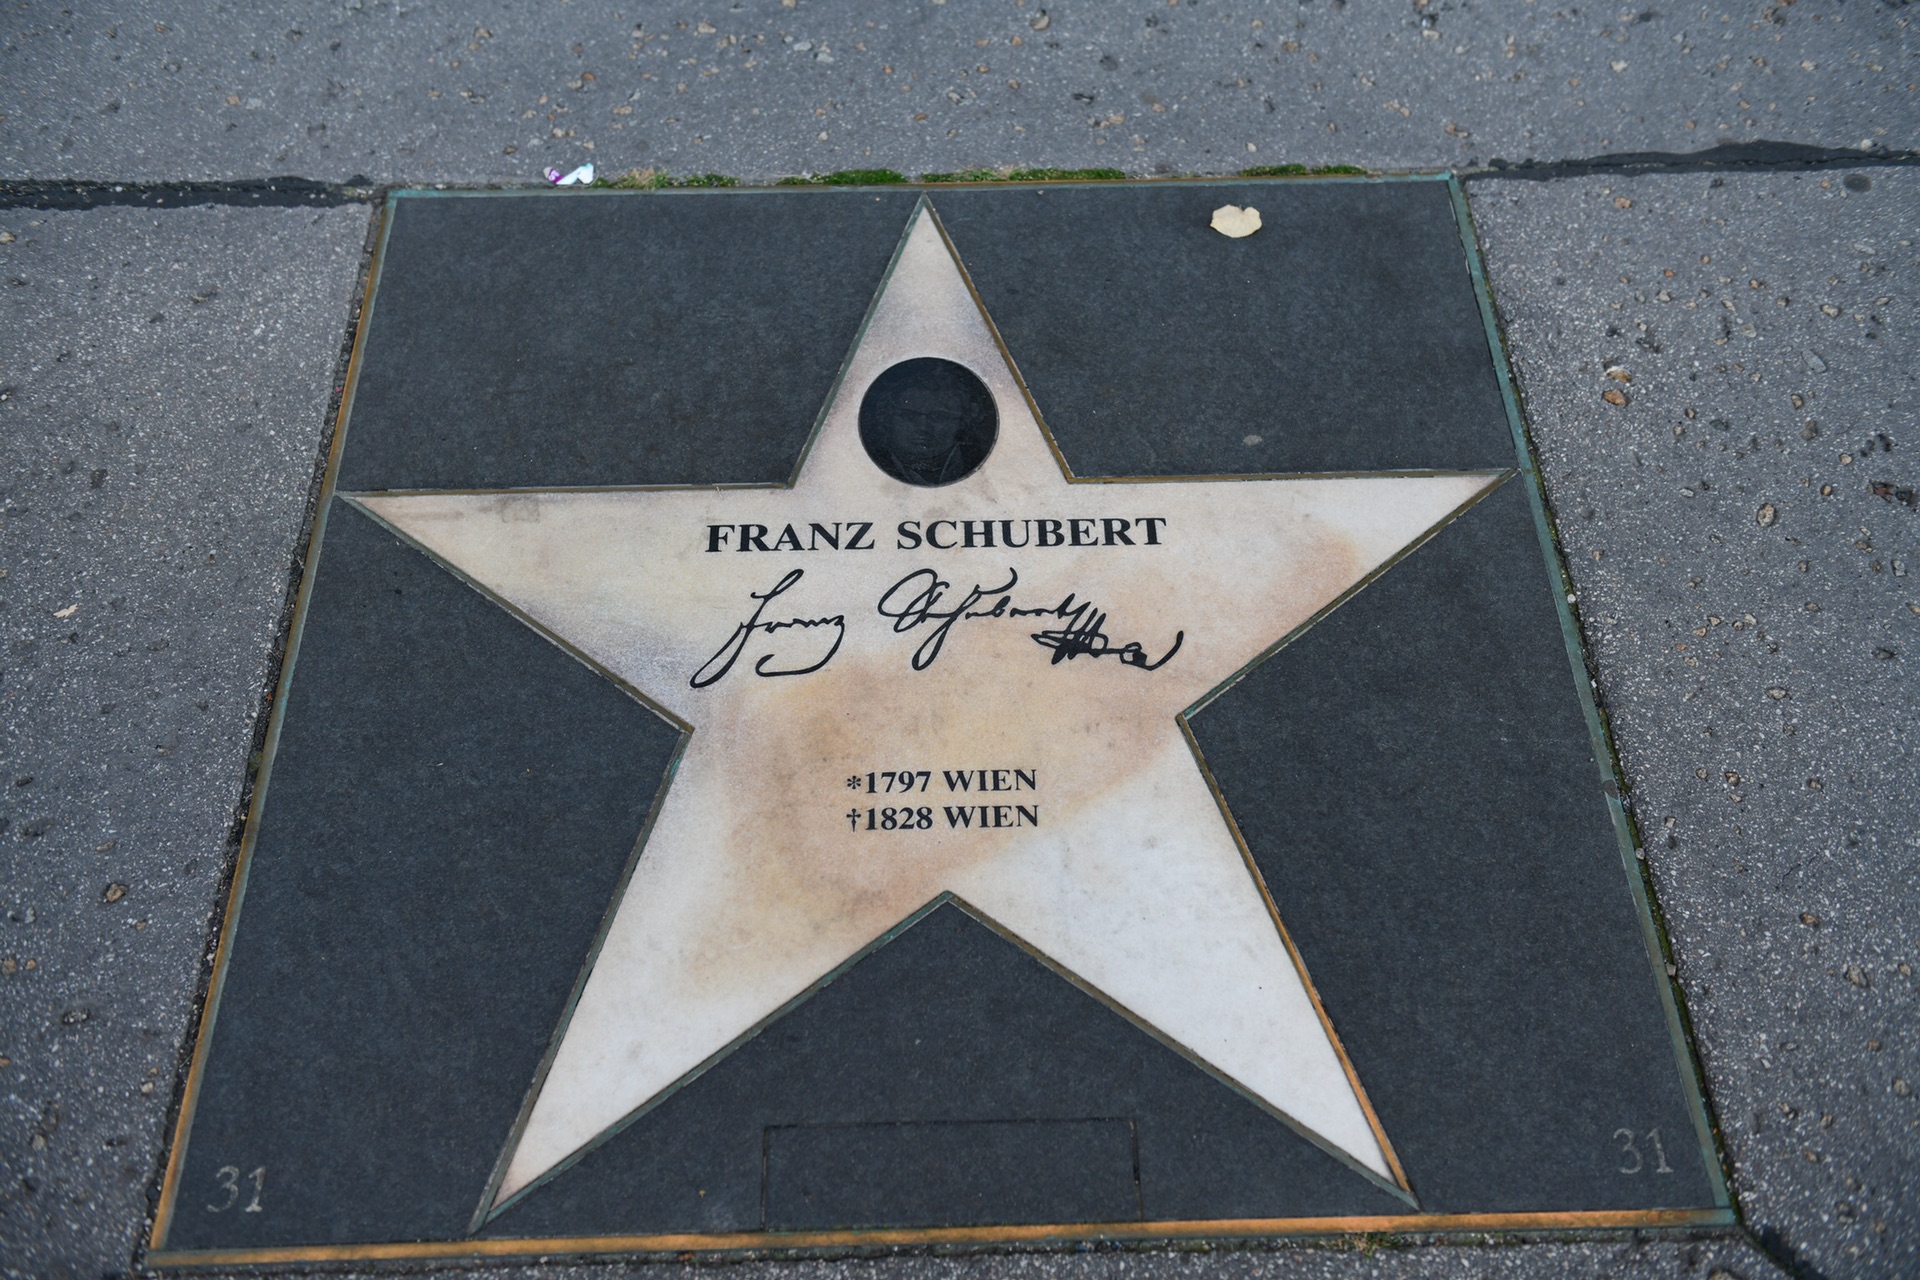 FRANZ SCHUBERT
Franz Schubert
*1797 WIEN
†1828 WIEN
31
31